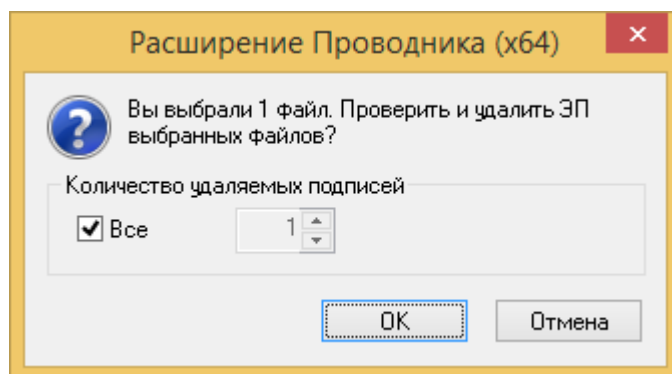 Расширение Проводника (x64)
Вы выбрали 1 файл. Проверить и удалить ЭП
выбранных файлов?
Количество удаляемых подписей
Все
1
OK
Отмена